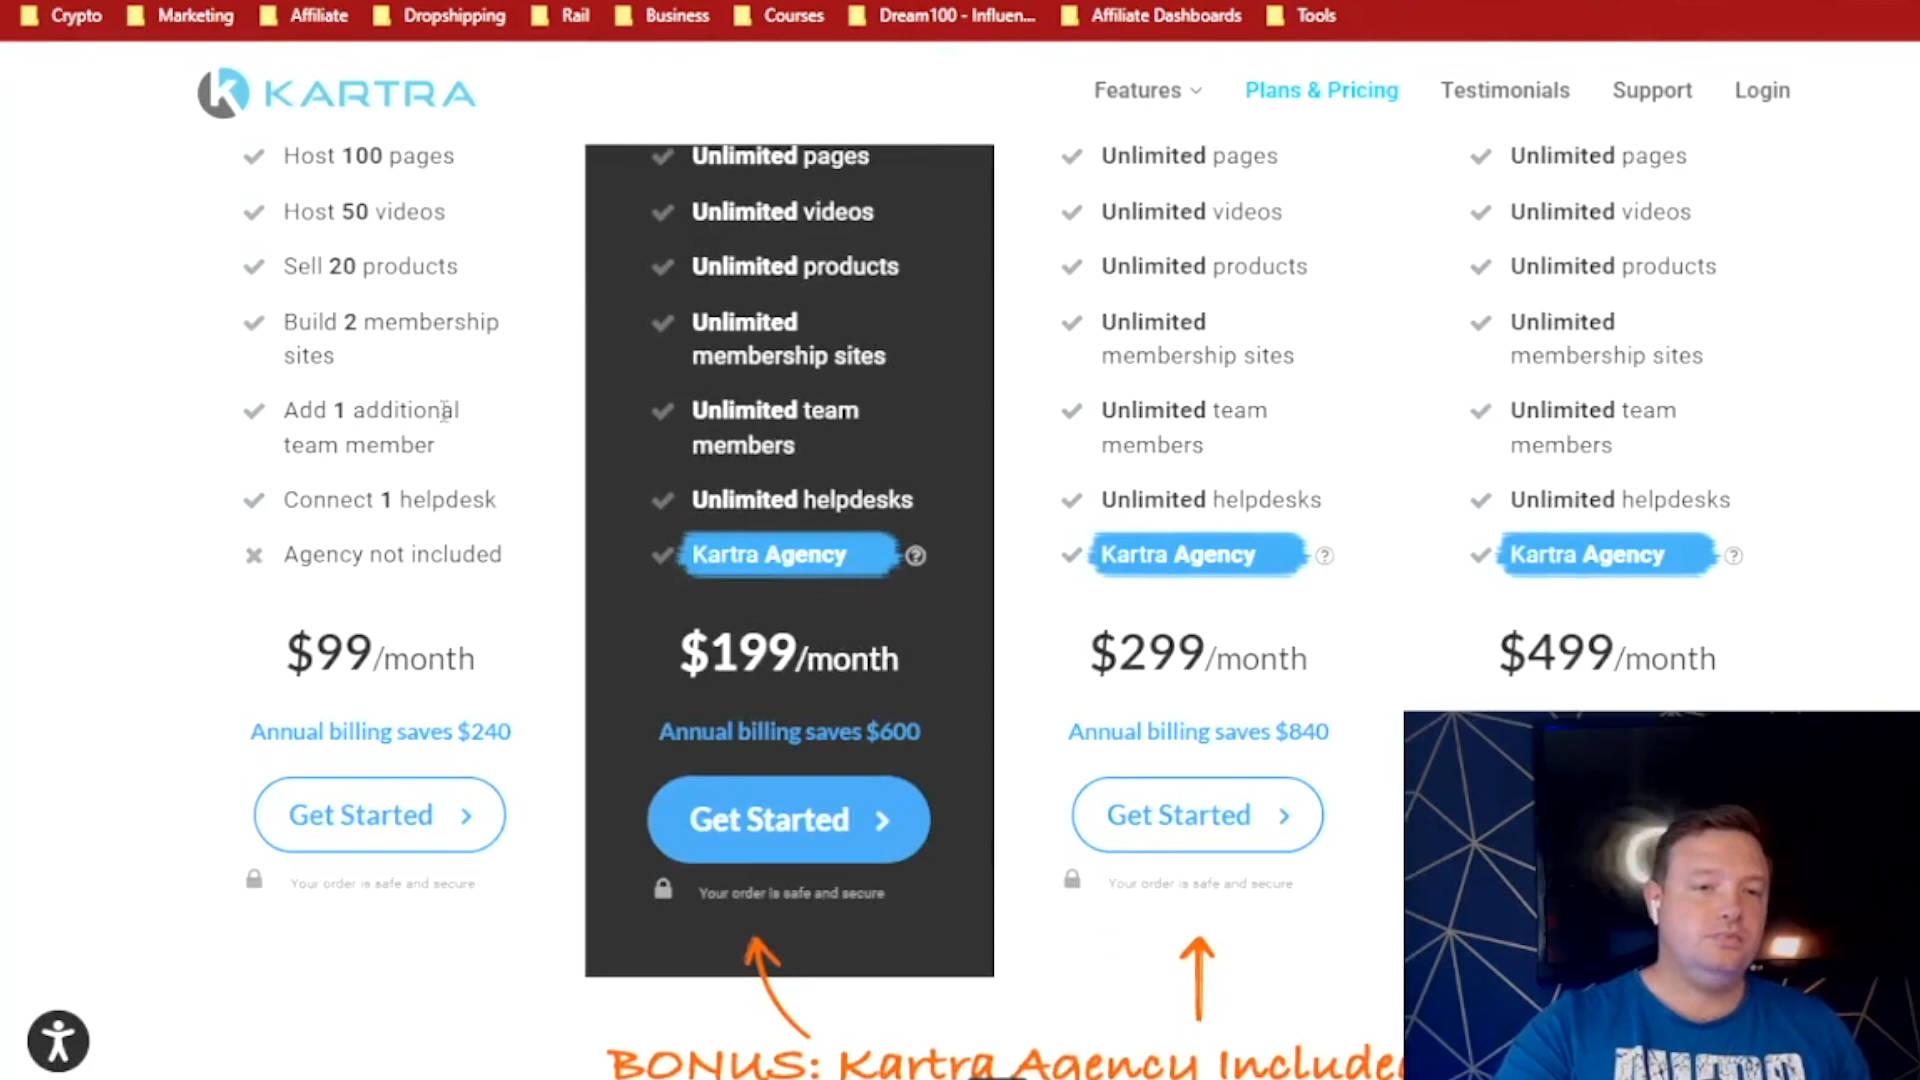 Crypto Marketing Affiliate Dropshipping Rail Business Courses Dream100 - Influen... Affiliate Dashboards Tools
KARTRA
Features Plans & Pricing Testimonials Support Login
Host 100 pages
Host 50 videos
Sell 20 products
Build 2 membership
sites
Add 1 additional
team member
Connect 1 helpdesk
Agency not included
$99/month
Annual billing saves $240
Get Started
Your order is safe and secure
Unlimited pages
Unlimited videos
Unlimited products
Unlimited
membership sites
Unlimited team
members
Unlimited helpdesks
Kartra Agency ?
$199/month
Annual billing saves $600
Get Started
Your order is safe and secure
Unlimited pages
Unlimited videos
Unlimited products
Unlimited
membership sites
Unlimited team
members
Unlimited helpdesks
Kartra Agency ?
$299/month
Annual billing saves $840
Get Started
Your order is safe and secure
Unlimited pages
Unlimited videos
Unlimited products
Unlimited
membership sites
Unlimited team
members
Unlimited helpdesks
Kartra Agency ?
$499/month
BONUS: Kartra Agency Include